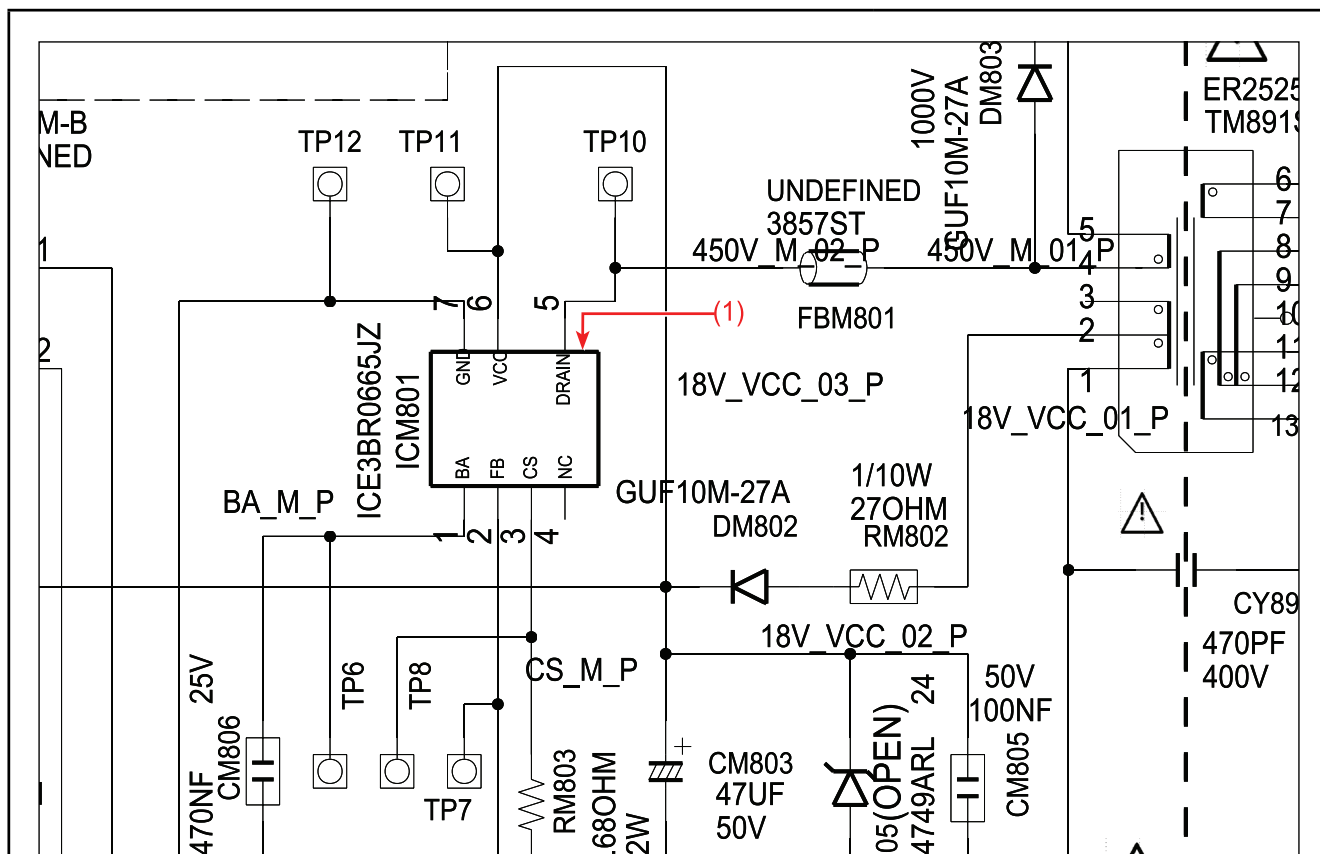 M-B
NED
TP12
TP11
TP10
1000V
GUF10M-27A
DM803
ER2525
TM891
UNDEFINED
3857ST
450V_M_02_P
450V_M_01_P
FBM801
(1)
1
2
7
6
5
GND
VCC
DRAIN
ICE3BR0665JZ
ICM801
BA
FB
CS
NC
1
2
3
4
5
4
3
2
1
6
7
8
9
10
11
12
13
18V_VCC_03_P
18V_VCC_01_P
BA_M_P
GUF10M-27A
DM802
1/10W
27OHM
RM802
!
CY89
470PF
400V
18V_VCC_02_P
CS_M_P
25V
470NF
CM806
TP6
TP8
TP7
RM803
.68OHM
2W
+
CM803
47UF
50V
05(OPEN)
4749ARL
24
50V
100NF
CM805